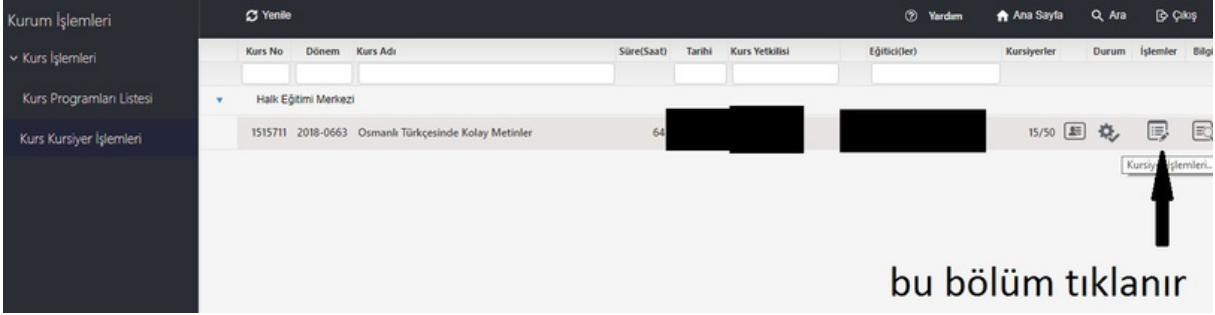 Kurum İşlemleri
Yenile
Yardım
Ana Sayfa
Ara
Çıkış
Kurs İşlemleri
Kurs Programları Listesi
Kurs Kursiyer İşlemleri
Kurs No Dönem Kurs Adı Süre(Saat) Tarihi Kurs Yetkilisi Eğitici(ler) Kursiyerler Durum İşlemler Bilgi
Halk Eğitimi Merkezi
1515711 2018-0663 Osmanlı Türkçesinde Kolay Metinler 64 15/50
bu bölüm tıklanır